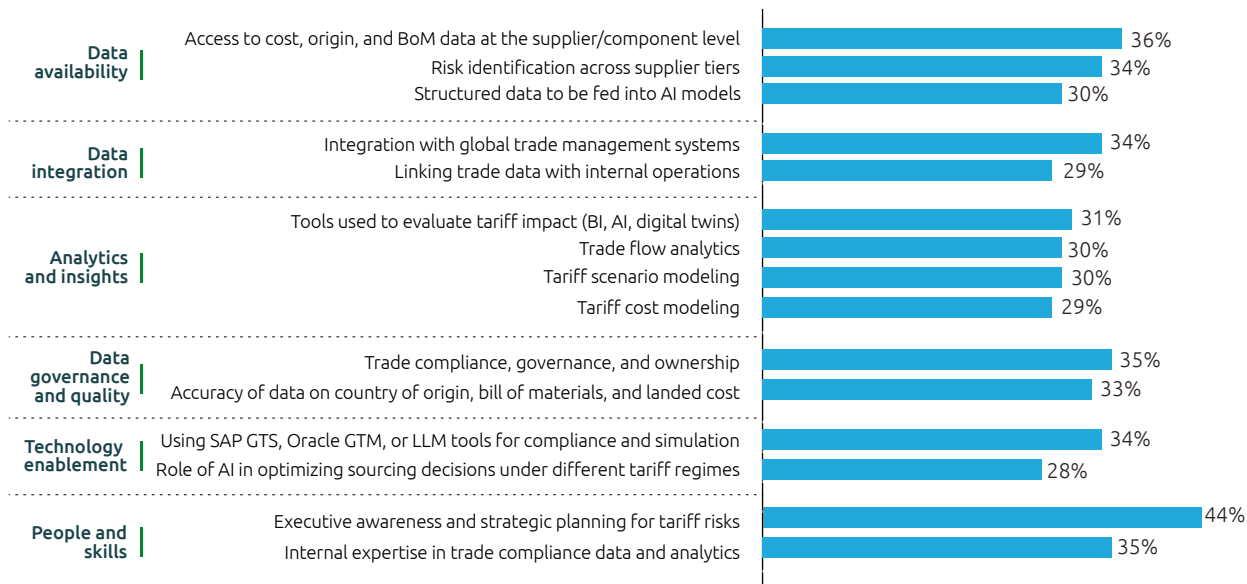 Data
availability
Access to cost, origin, and BoM data at the supplier/component level
36%
Risk identification across supplier tiers
34%
Structured data to be fed into AI models
30%
Data
integration
Integration with global trade management systems
34%
Linking trade data with internal operations
29%
Analytics
and insights
Tools used to evaluate tariff impact (BI, AI, digital twins)
31%
Trade flow analytics
30%
Tariff scenario modeling
30%
Tariff cost modeling
29%
Data
governance
and quality
Trade compliance, governance, and ownership
35%
Accuracy of data on country of origin, bill of materials, and landed cost
33%
Technology
enablement
Using SAP GTS, Oracle GTM, or LLM tools for compliance and simulation
34%
Role of AI in optimizing sourcing decisions under different tariff regimes
28%
People and
skills
Executive awareness and strategic planning for tariff risks
44%
Internal expertise in trade compliance data and analytics
35%